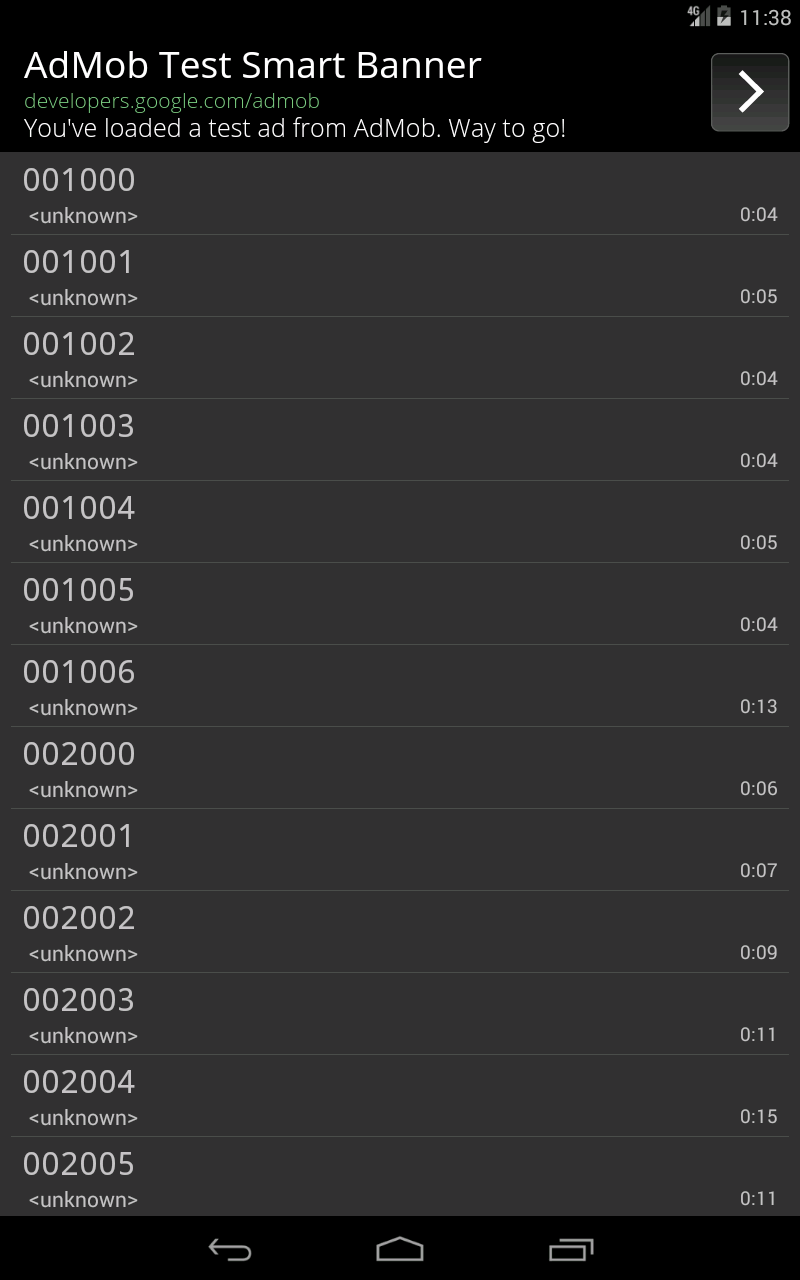 4G 11:38
AdMob Test Smart Banner
developers.google.com/admob
You've loaded a test ad from AdMob. Way to go!
001000
<unknown> 0:04
001001
<unknown> 0:05
001002
<unknown> 0:04
001003
<unknown> 0:04
001004
<unknown> 0:05
001005
<unknown> 0:04
001006
<unknown> 0:13
002000
<unknown> 0:06
002001
<unknown> 0:07
002002
<unknown> 0:09
002003
<unknown> 0:11
002004
<unknown> 0:15
002005
<unknown> 0:11